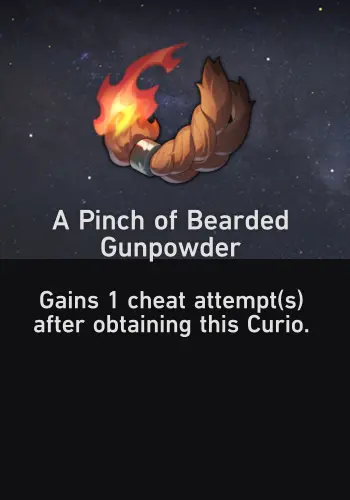 A Pinch of Bearded
Gunpowder
Gains 1 cheat attempt(s)
after obtaining this Curio.